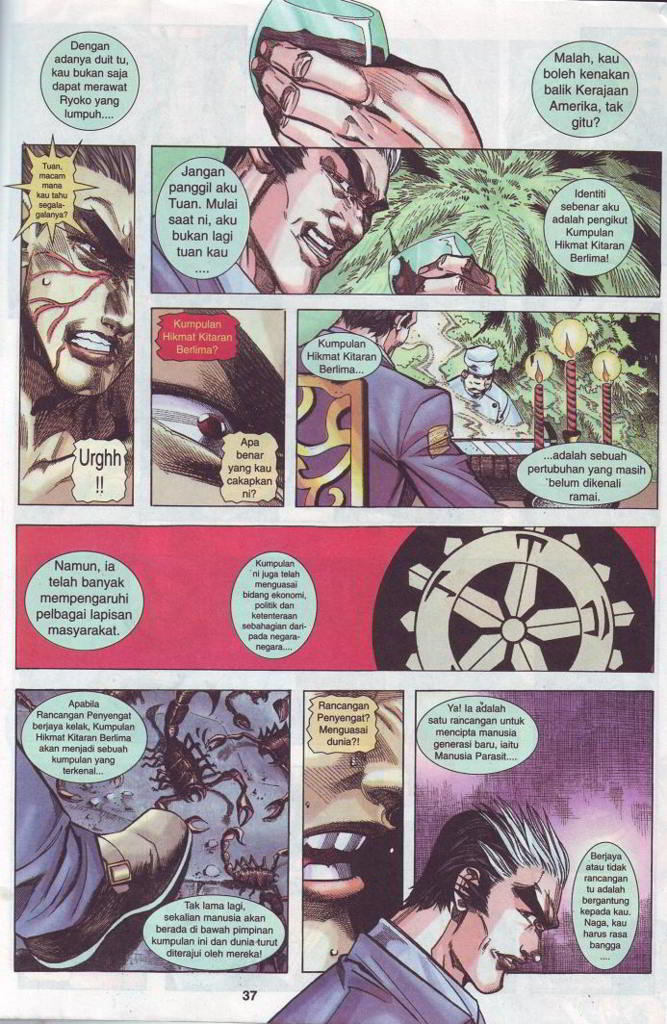 Dengan
adanya duit tu,
kau bukan saja
dapat merawat
Ryoko yang
lumpuh....
Malah, kau
boleh kenakan
balik Kerajaan
Amerika, tak
gitu?
Tuan,
macam
mana
kau tahu
segala-
galanya?
Urghh
!!
Jangan
panggil aku
Tuan. Mulai
saat ni, aku
bukan lagi
tuan kau
....
Identiti
sebenar aku
adalah pengikut
Kumpulan
Hikmat Kitaran
Berlima!
Kumpulan
Hikmat Kitaran
Berlima?
Apa
benar
yang kau
cakapkan
ni?
Kumpulan
Hikmat Kitaran
Berlima...
...adalah sebuah
pertubuhan yang masih
belum dikenali
ramai.
Namun, ia
telah banyak
mempengaruhi
pelbagai lapisan
masyarakat.
Kumpulan
ni juga telah
menguasai
bidang ekonomi,
politik dan
ketenteraan
sebahagian dari-
pada negara-
negara....
Apabila
Rancangan Penyengat
berjaya kelak, Kumpulan
Hikmat Kitaran Berlima
akan menjadi sebuah
kumpulan yang
terkenal...
Tak lama lagi,
sekalian manusia akan
berada di bawah pimpinan
kumpulan ini dan dunia turut
diterajui oleh mereka!
Rancangan
Penyengat?
Menguasai
dunia?!
Ya! Ia adalah
satu rancangan untuk
mencipta manusia
generasi baru, iaitu
Manusia Parasit....
Berjaya
atau tidak
rancangan
tu adalah
bergantung
kepada kau.
Naga, kau
harus rasa
bangga
...
37